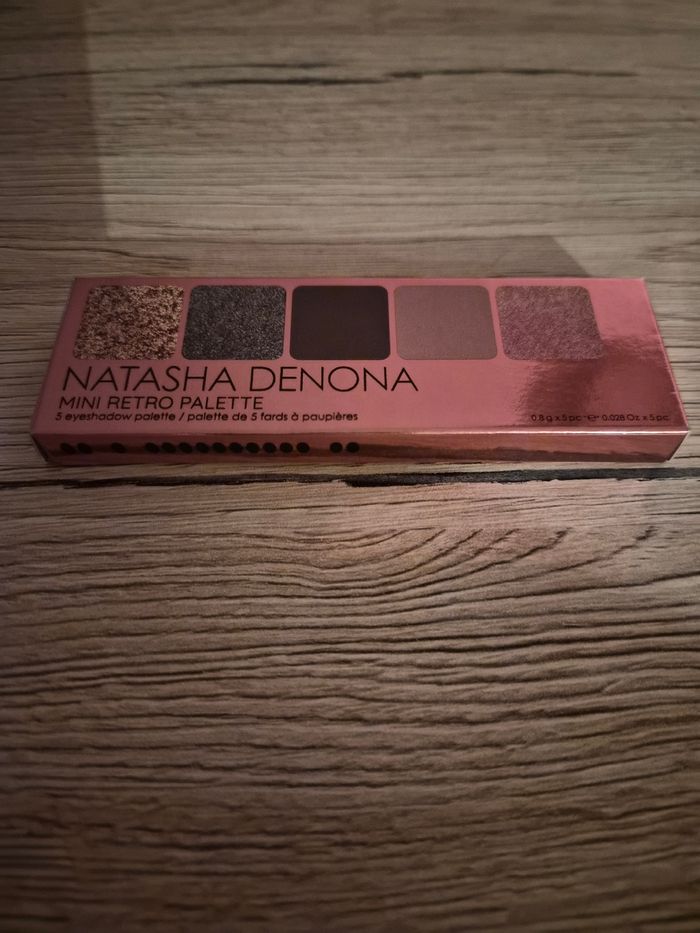 NATASHA DENONA
MINI RETRO PALETTE
5 eyeshadow palette / palette de 5 fards à paupières
0.8 g x 5 pc ℮ 0.028 Oz x 5 pc